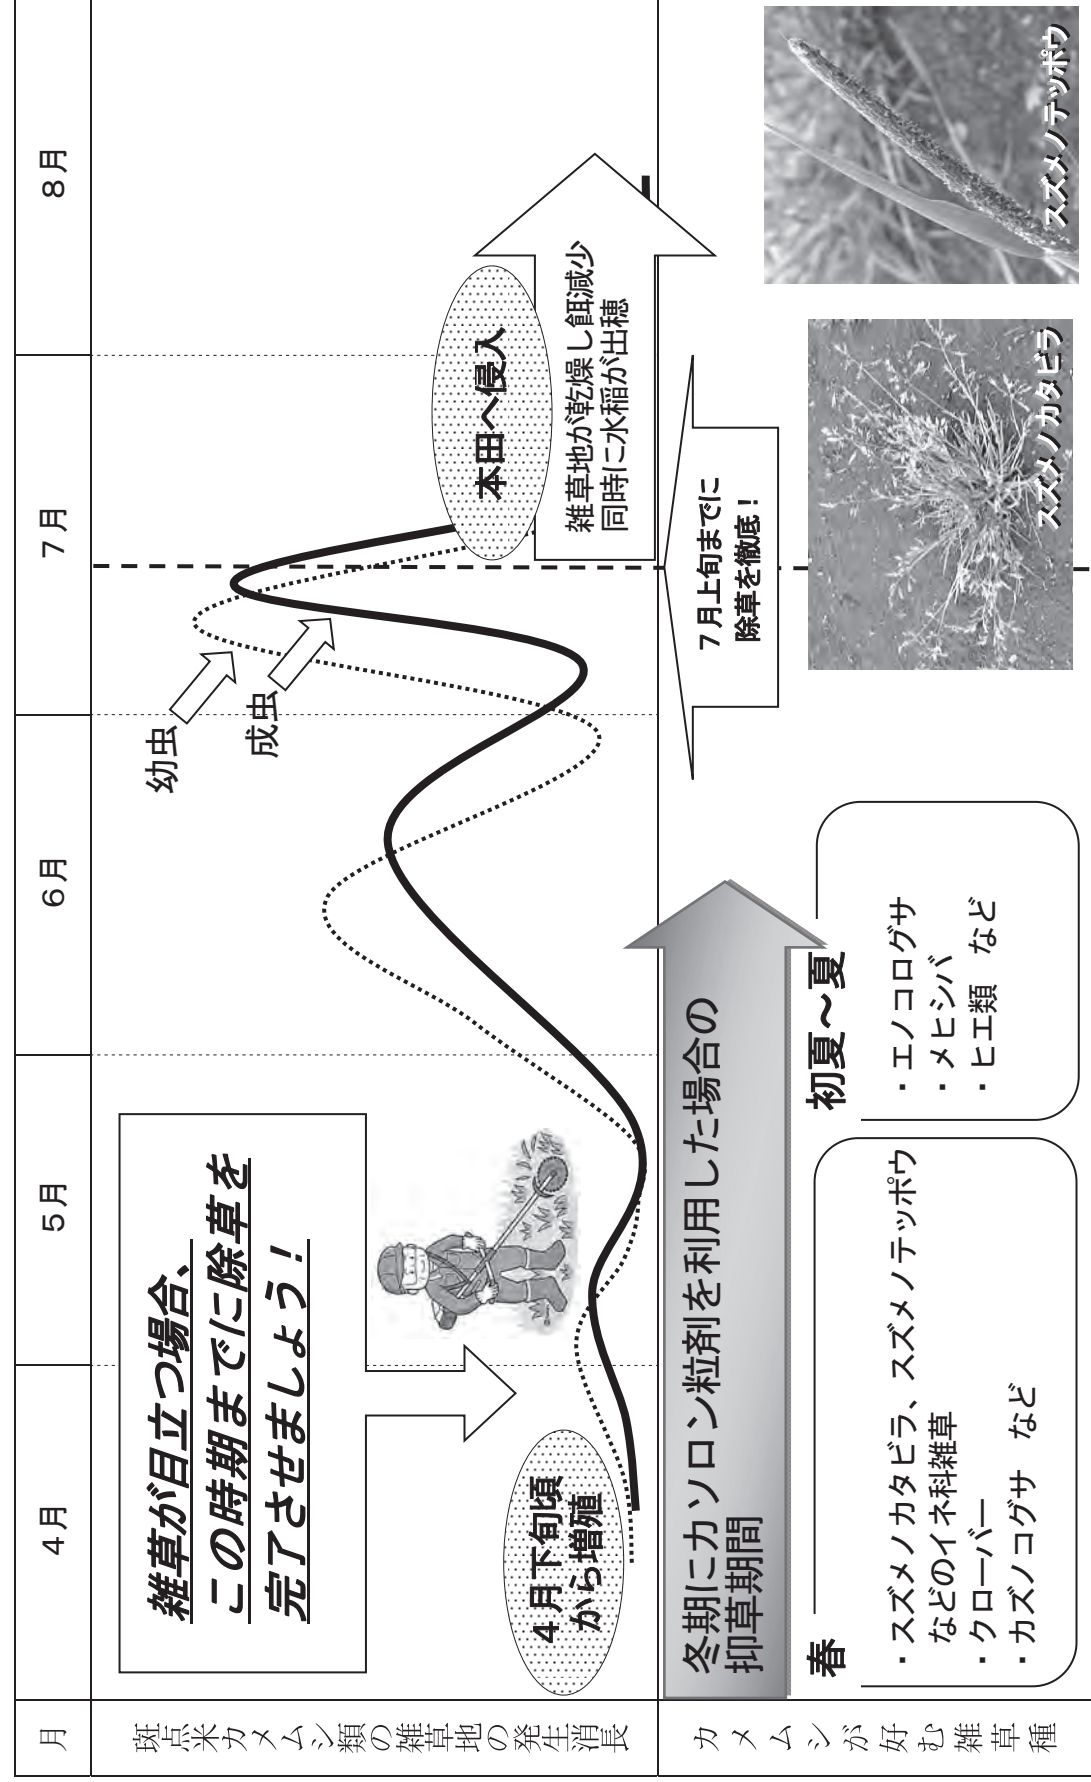 月
4月
5月
6月
7月
8月
斑点米カメムシ類の雑草地の発生消長
雑草が目立つ場合、
この時期までに除草を
完了させましょう！
4月下旬頃
から増殖
幼虫
成虫
本田へ侵入
雑草地が乾燥し餌減少
同時に水稲が出穂
カメムシが好む雑草種
冬期にカソロン粒剤を利用した場合の
抑草期間
7月上旬までに
除草を徹底！
春
・スズメノカタビラ、スズメノテッポウ
などのイネ科雑草
・クローバー
・カズノコグサ　など
初夏～夏
・エノコログサ
・メヒシバ
・ヒエ類　など
スズメノカタビラ
スズメノテッポウ